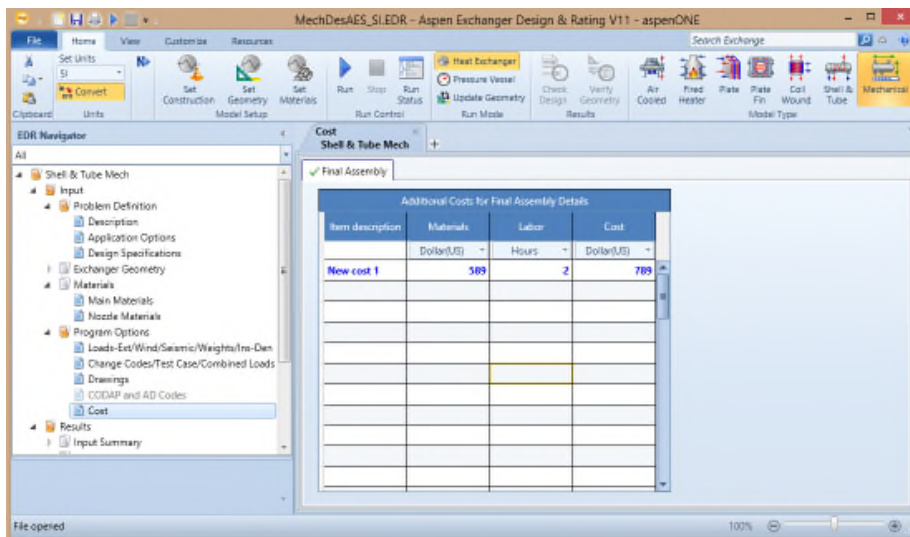 MechDesAES_SI.EDR - Aspen Exchanger Design & Rating V11 - aspenONE
File Home View Customize Resources Search Exchange
Set Units
SI
Convert
Set Construction
Set Geometry
Set Materials
Run Stop
Run Status
Heat Exchanger
Pressure Vessel
Update Geometry
Check Design
Verify Geometry
Air Cooled
Fired Heater
Plate
Plate Fin
Coil Wound
Shell & Tube
Mechanical
Clipboard Units Model Setup Run Control Run Mode Results Model Type
EDR Navigator
All
Shell & Tube Mech
Input
Problem Definition
Description
Application Options
Design Specifications
Exchanger Geometry
Materials
Main Materials
Nozzle Materials
Program Options
Loads-Ext/Wind/Seismic/Weights/Ins-Den
Change Codes/Test Case/Combined Loads
Drawings
CODAP and AD Codes
Cost
Results
Input Summary
Cost
Shell & Tube Mech
Final Assembly
Additional Costs for Final Assembly Details
Item description Materials Labor Cost
Dollar(US) Hours Dollar(US)
New cost 1 589 2 789
File opened 100%